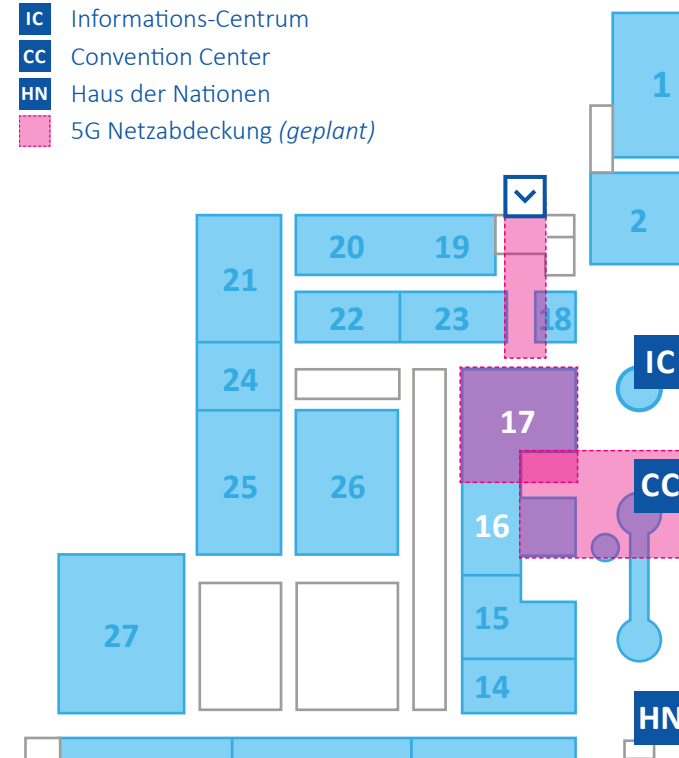 IC Informations-Centrum
CC Convention Center
HN Haus der Nationen
5G Netzabdeckung (geplant)
1
2
20 19
21
22 23 18
IC
24
17
25 26 CC
16
15
27
14
HN